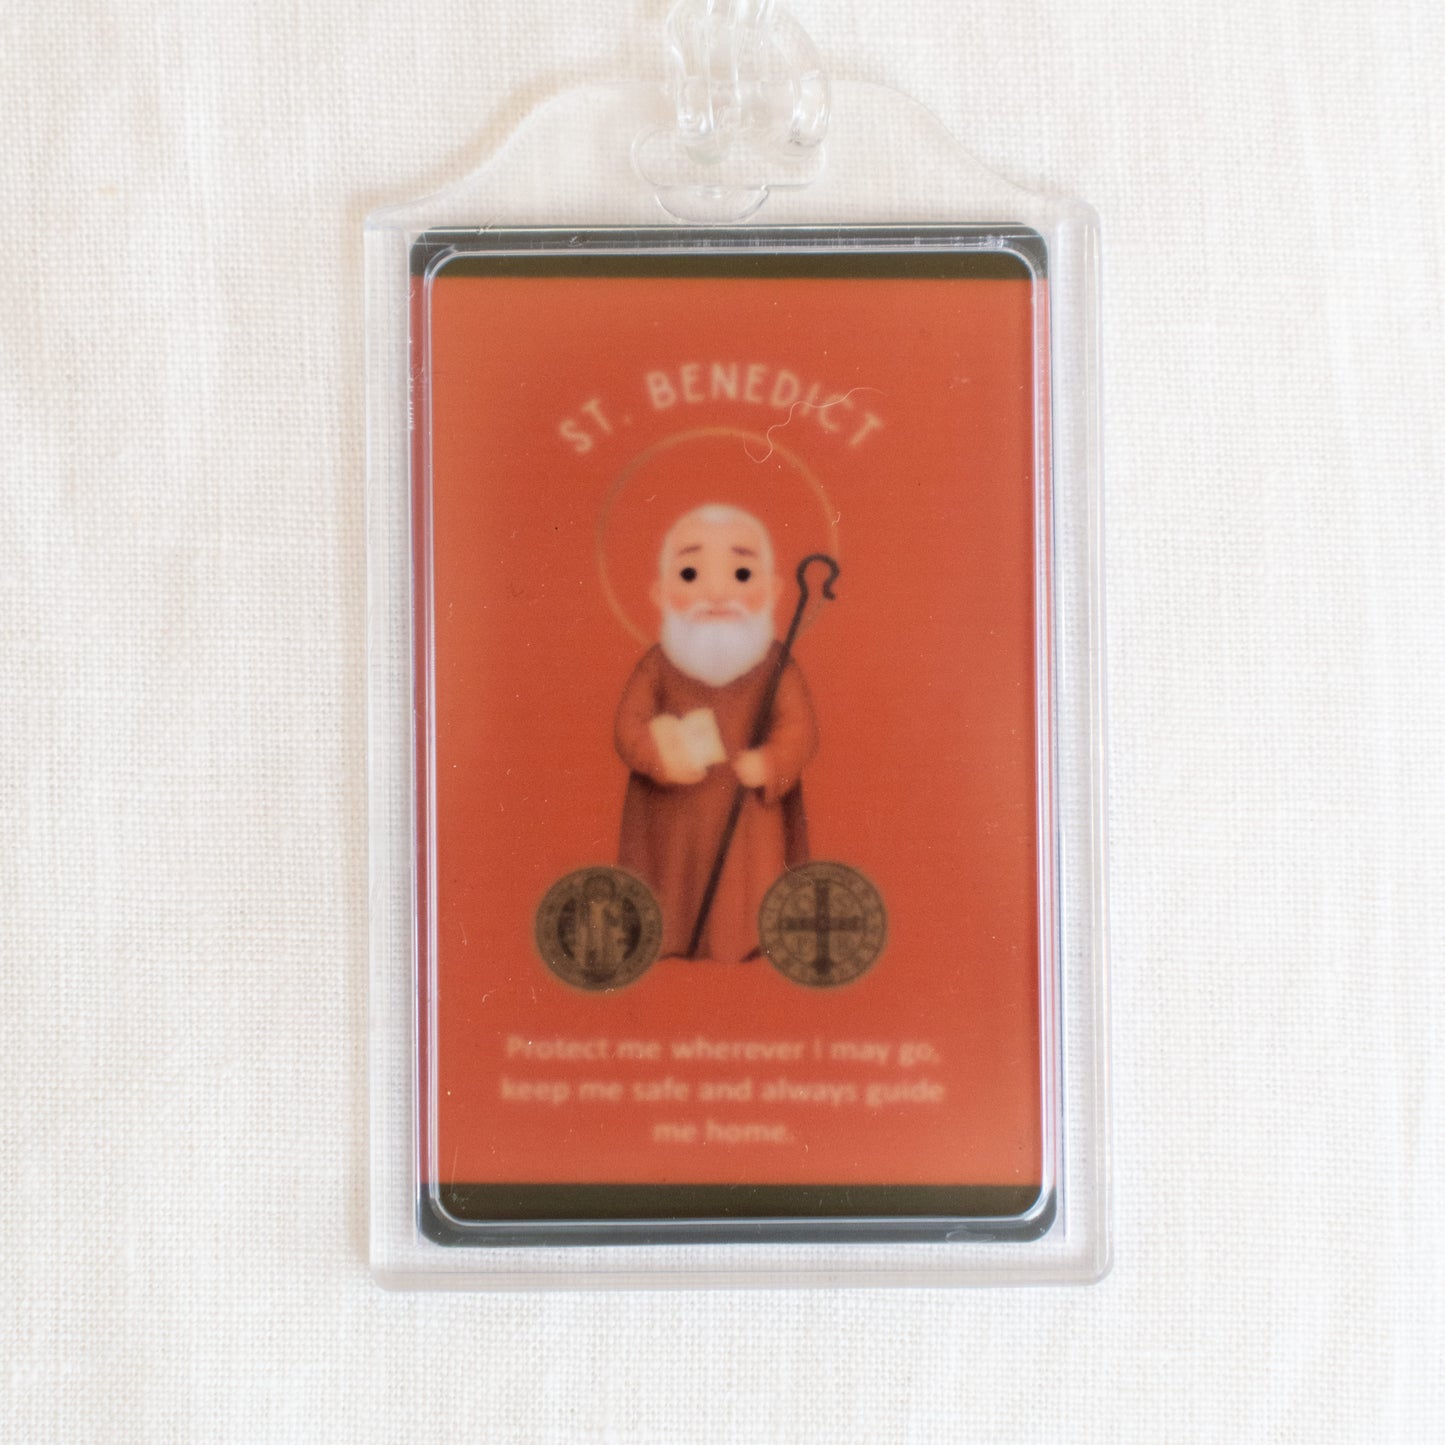 ST. BENEDICT
Protect me wherever I may go,
keep me safe and always guide
me home.